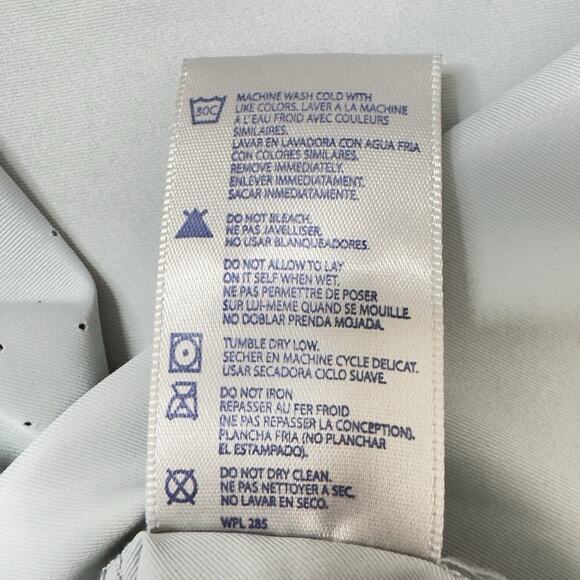 30C
MACHINE WASH COLD WITH
LIKE COLORS. LAVER A LA MACHINE
A L'EAU FROID AVEC COULEURS
SIMILAIRES.
LAVAR EN LAVADORA CON AGUA FRIA
CON COLORES SIMILARES.
REMOVE IMMEDIATELY.
ENLEVER IMMEDIATAMENT.
SACAR INMEDIATAMENTE.
DO NOT BLEACH.
NE PAS JAVELLISER.
NO USAR BLANQUEADORES.
DO NOT ALLOW TO LAY
ON IT SELF WHEN WET.
NE PAS PERMETTRE DE POSER
SUR LUI-MEME QUAND SE MOUILLE.
NO DOBLAR PRENDA MOJADA.
TUMBLE DRY LOW.
SECHER EN MACHINE CYCLE DELICAT.
USAR SECADORA CICLO SUAVE.
DO NOT IRON
REPASSER AU FER FROID
(NE PAS REPASSER LA CONCEPTION).
PLANCHA FRIA (NO PLANCHAR
EL ESTAMPADO).
DO NOT DRY CLEAN.
NE PAS NETTOYER A SEC.
NO LAVAR EN SECO.
WPL 285